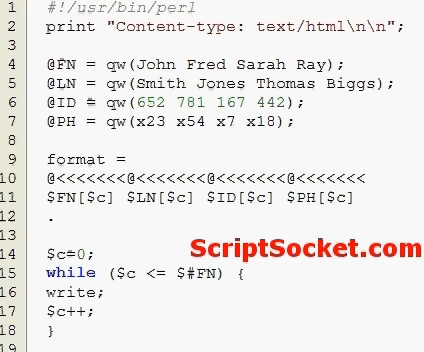 1 #!/usr/bin/perl
2 print "Content-type: text/html\n\n";
3
4 @FN = qw(John Fred Sarah Ray);
5 @LN = qw(Smith Jones Thomas Biggs);
6 @ID = qw(652 781 167 442);
7 @PH = qw(x23 x54 x7 x18);
8
9 format =
10 @<<<<<<<@<<<<<<<@<<<<<<<@<<<<<<<
11 $FN[$c] $LN[$c] $ID[$c] $PH[$c]
12 .
13
14 $c=0;
ScriptSocket.com
15 while ($c <= $#FN) {
16 write;
17 $c++;
18 }
19